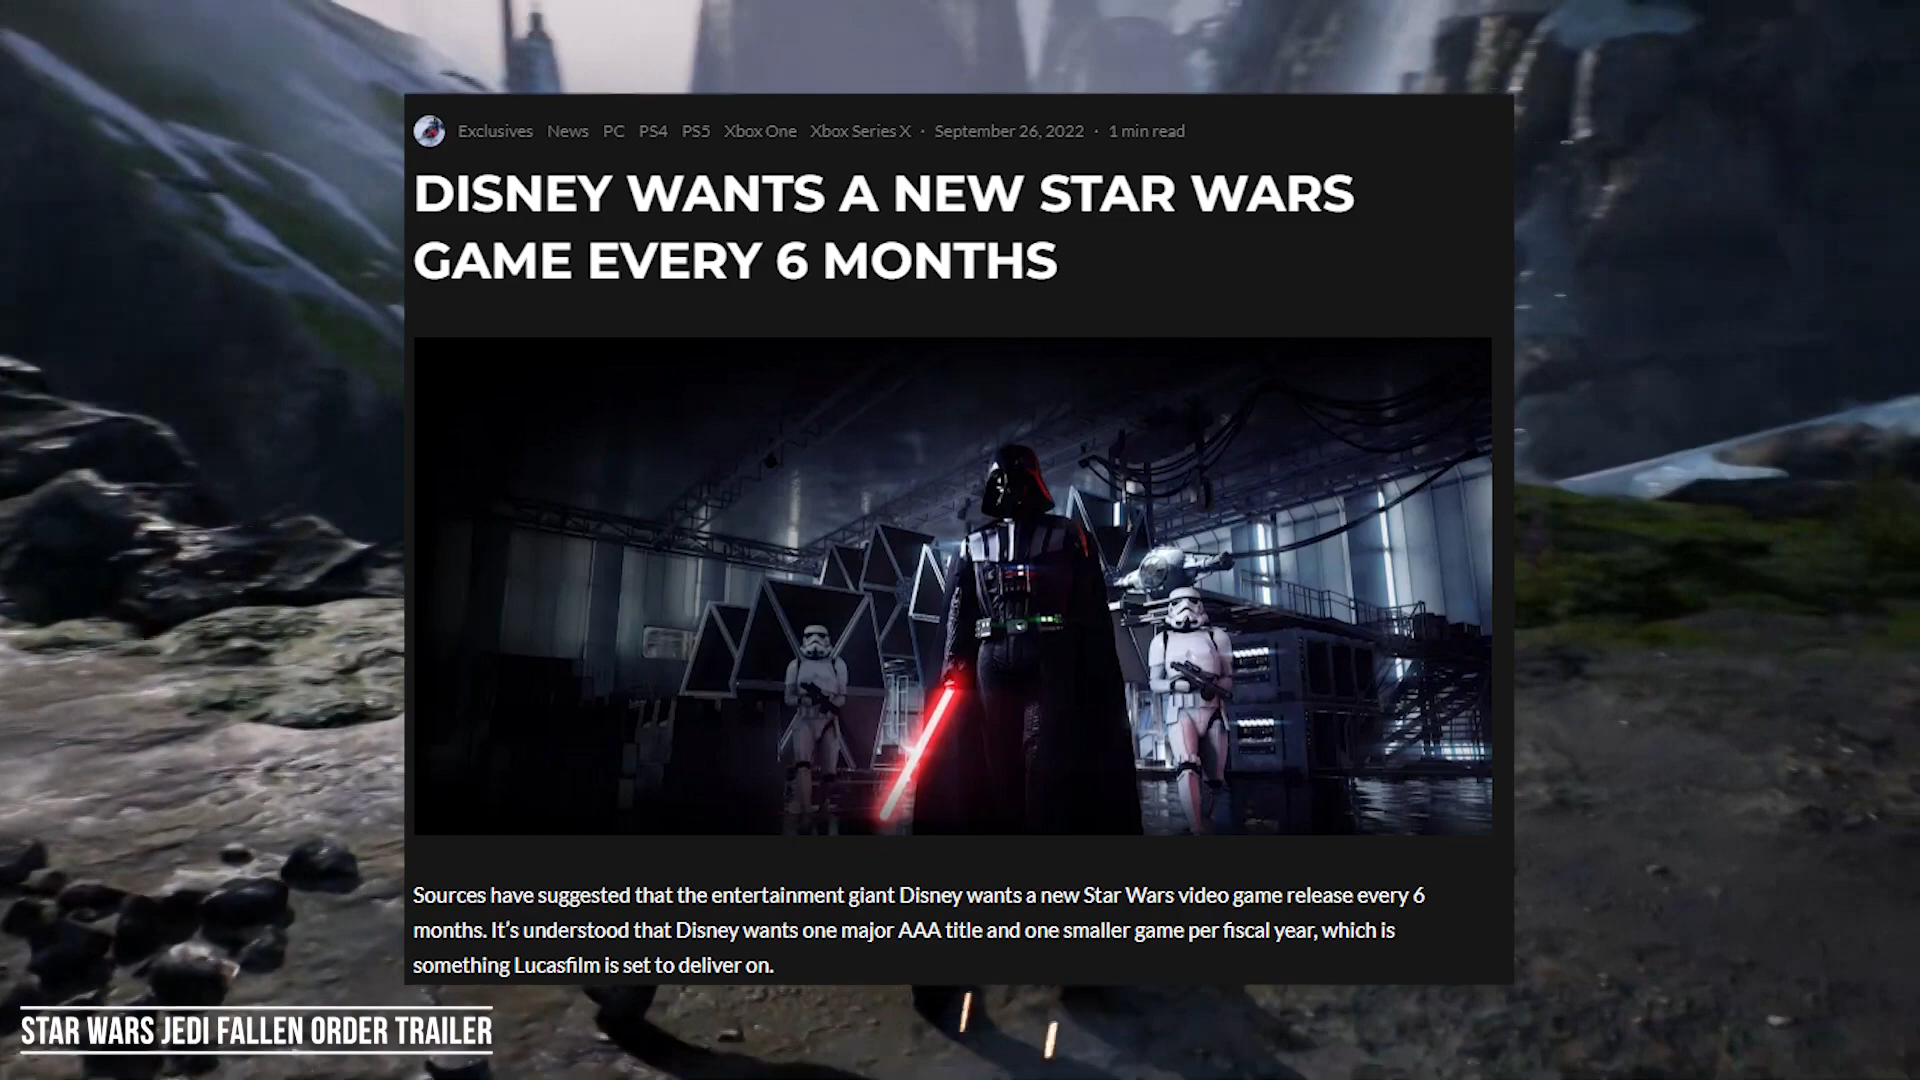 Exclusives News PC PS4 PS5 Xbox One Xbox Series X · September 26, 2022 · 1 min read
DISNEY WANTS A NEW STAR WARS
GAME EVERY 6 MONTHS
Sources have suggested that the entertainment giant Disney wants a new Star Wars video game release every 6
months. It’s understood that Disney wants one major AAA title and one smaller game per fiscal year, which is
something Lucasfilm is set to deliver on.
STAR WARS JEDI FALLEN ORDER TRAILER